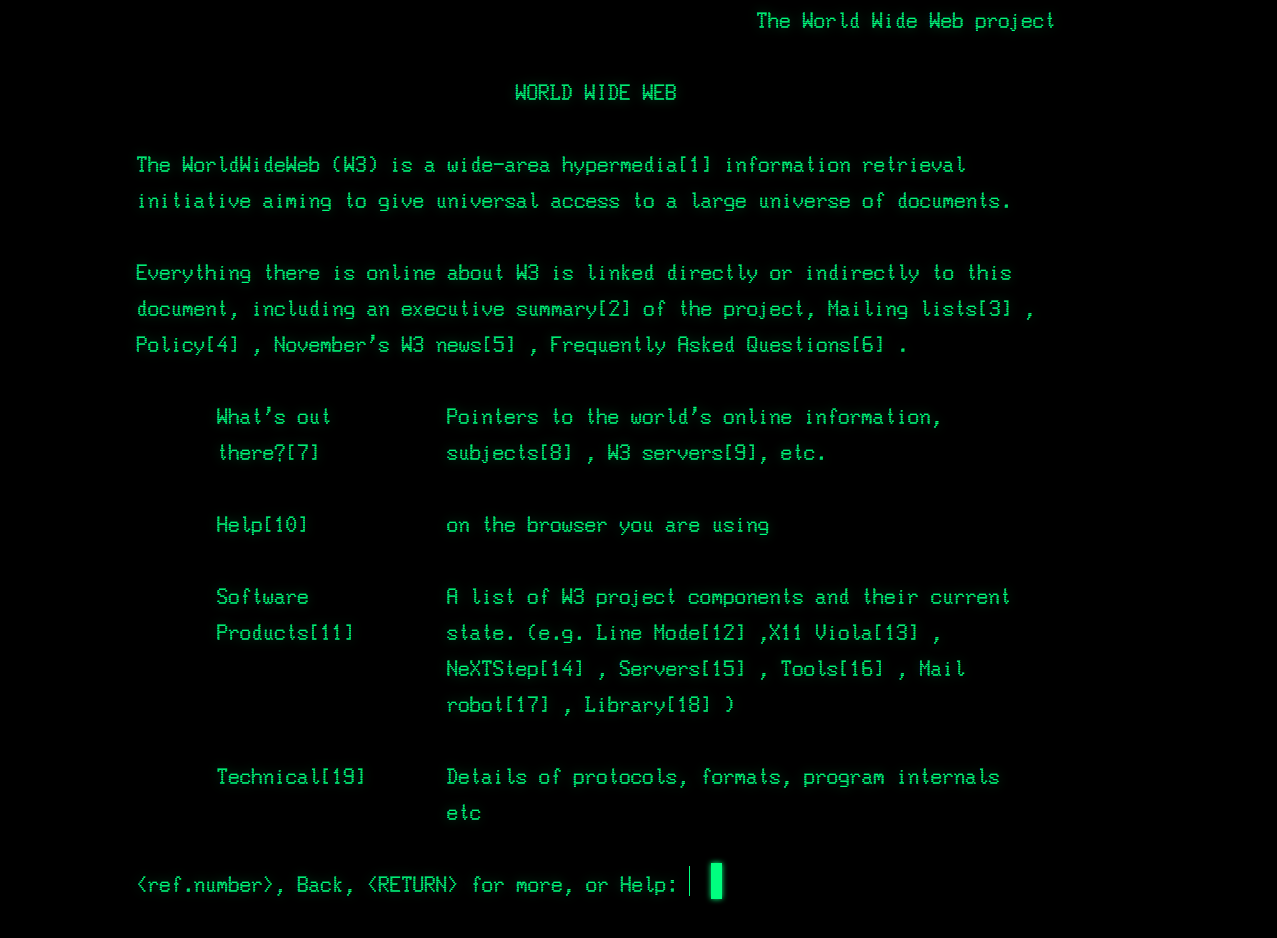 The World Wide Web project
WORLD WIDE WEB
The WorldWideWeb (W3) is a wide-area hypermedia[1] information retrieval
initiative aiming to give universal access to a large universe of documents.
Everything there is online about W3 is linked directly or indirectly to this
document, including an executive summary[2] of the project, Mailing lists[3] ,
Policy[4] , November's W3 news[5] , Frequently Asked Questions[6] .
What's out Pointers to the world's online information,
there?[7] subjects[8] , W3 servers[9], etc.
Help[10] on the browser you are using
Software A list of W3 project components and their current
Products[11] state. (e.g. Line Mode[12] ,X11 Viola[13] ,
NeXTStep[14] , Servers[15] , Tools[16] , Mail
robot[17] , Library[18] )
Technical[19] Details of protocols, formats, program internals
etc
<ref.number>, Back, <RETURN> for more, or Help: